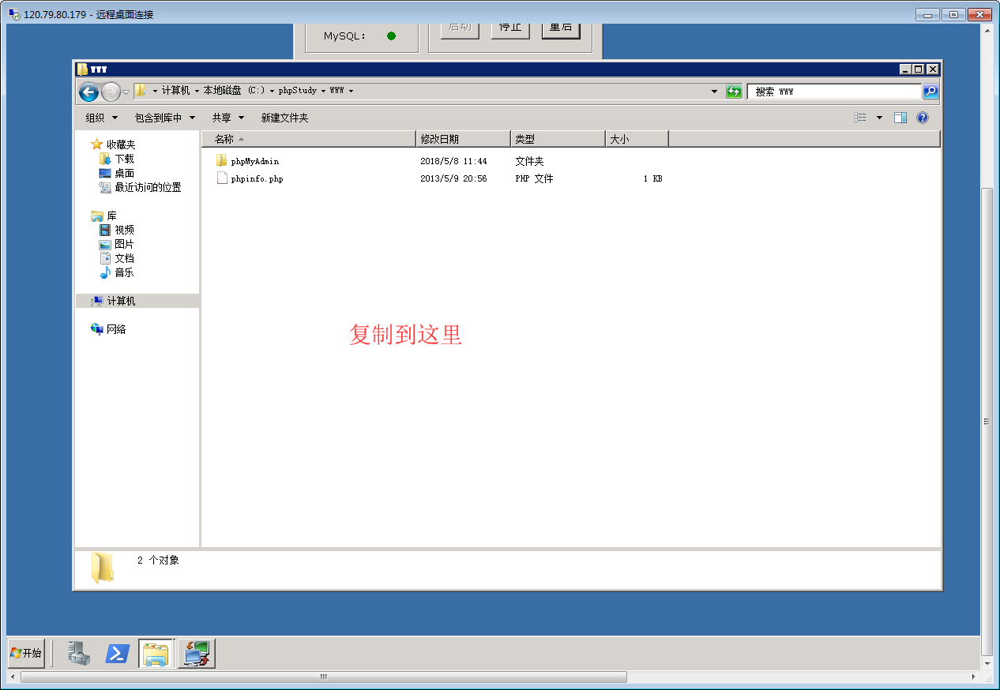 120.79.80.179 - 远程桌面连接
MySQL: 启动 停止 重启
WWW
计算机 本地磁盘 (C:) phpStudy WWW 搜索 WWW
组织 包含到库中 共享 新建文件夹
收藏夹
下载
桌面
最近访问的位置
库
视频
图片
文档
音乐
计算机
网络
名称 修改日期 类型 大小
phpMyAdmin 2018/5/8 11:44 文件夹
phpinfo.php 2013/5/9 20:56 PHP 文件 1 KB
复制到这里
2 个对象
开始